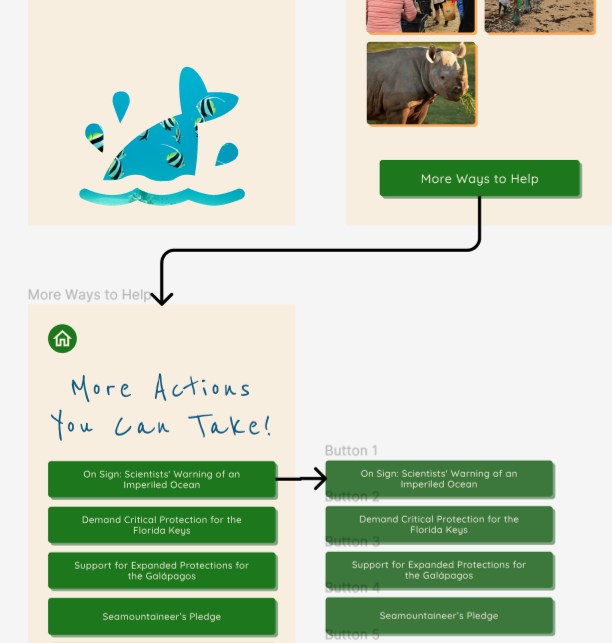 More Ways to Help
More Ways to Help
More Actions
You Can Take!
Button 1
On Sign: Scientists' Warning of an
Imperiled Ocean
On Sign: Scientists' Warning of an
Imperiled Ocean
Button 2
Demand Critical Protection for the
Florida Keys
Demand Critical Protection for the
Florida Keys
Button 3
Support for Expanded Protections for
the Galápagos
Support for Expanded Protections for
the Galápagos
Button 4
Seamountaineer's Pledge
Seamountaineer's Pledge
Button 5